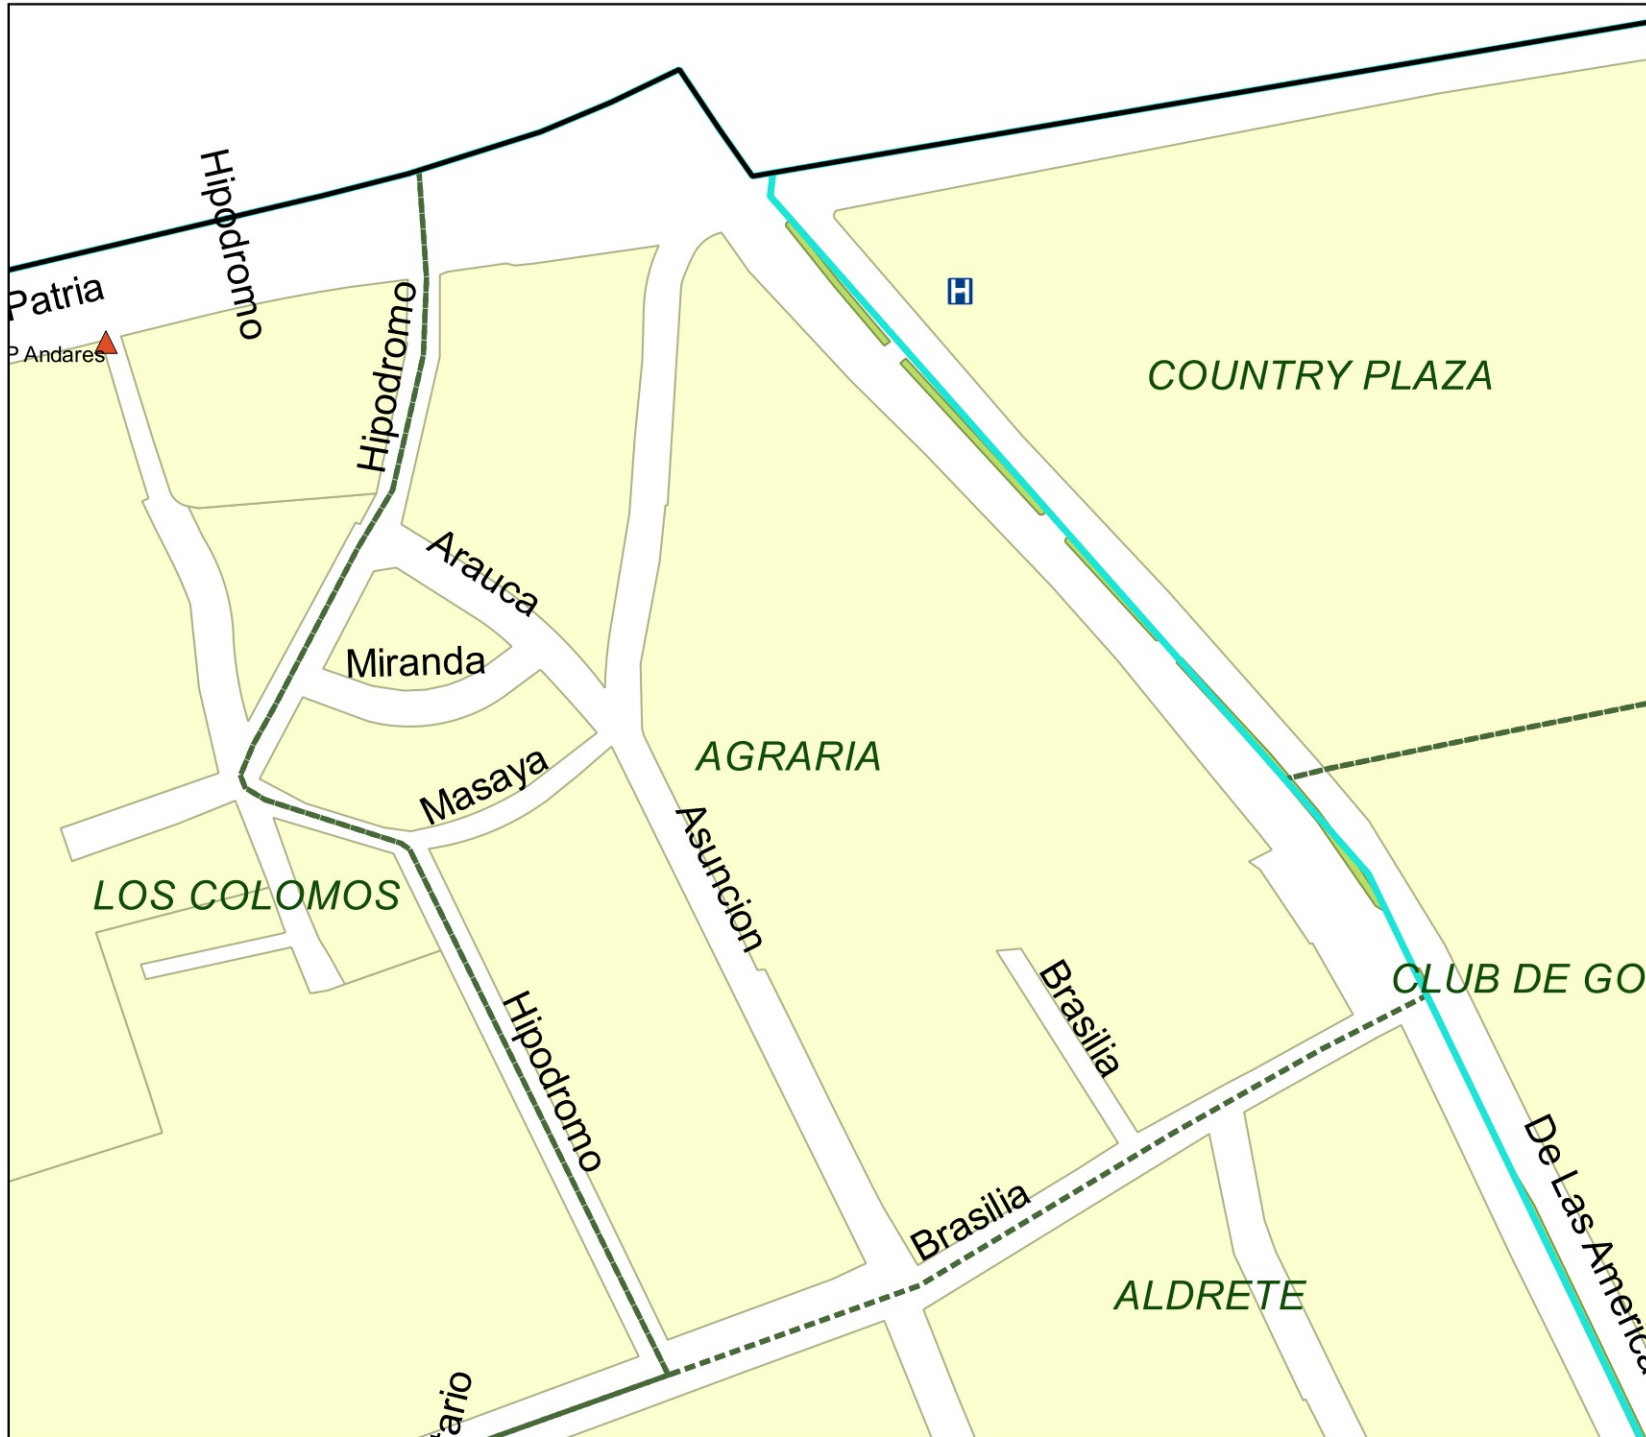 Hipodromo
Patria
P Andares
H
Hipodromo
COUNTRY PLAZA
Arauca
Miranda
AGRARIA
Masaya
Asuncion
LOS COLOMOS
CLUB DE GO
Brasilia
Hipodromo
De Las America
Brasilia
ALDRETE
ario